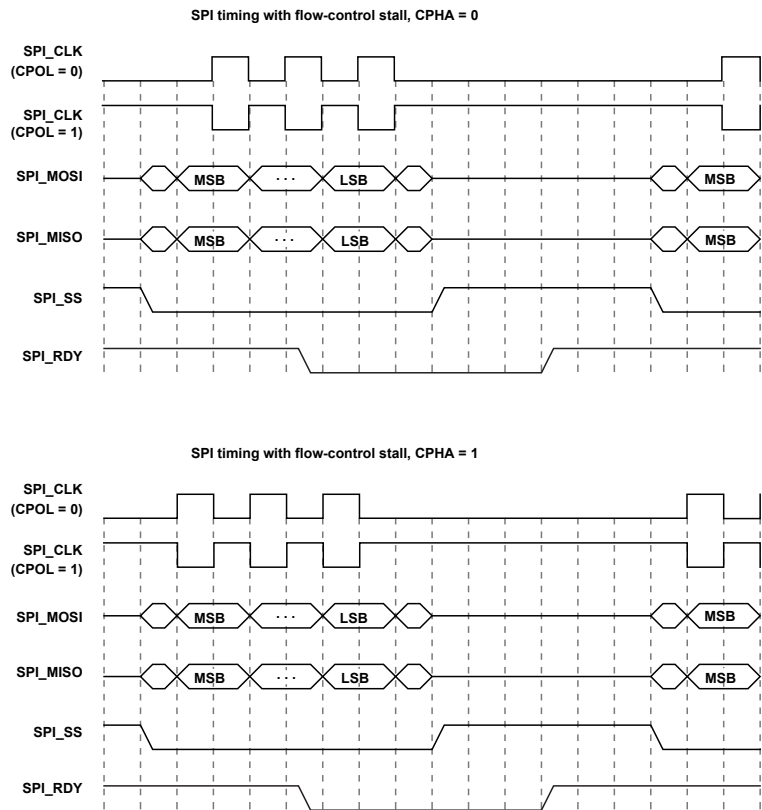 SPI timing with flow-control stall, CPHA = 0
SPI_CLK
(CPOL = 0)
SPI_CLK
(CPOL = 1)
SPI_MOSI
MSB
· · ·
LSB
MSB
SPI_MISO
MSB
· · ·
LSB
MSB
SPI_SS
SPI_RDY
SPI timing with flow-control stall, CPHA = 1
SPI_CLK
(CPOL = 0)
SPI_CLK
(CPOL = 1)
SPI_MOSI
MSB
· · ·
LSB
MSB
SPI_MISO
MSB
· · ·
LSB
MSB
SPI_SS
SPI_RDY